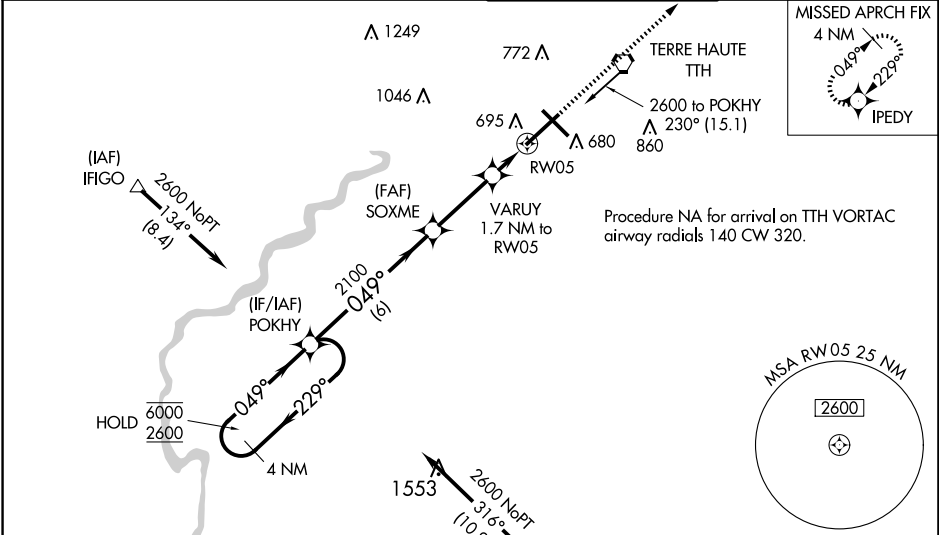 MISSED APRCH FIX
4 NM
049°
229°
IPEDY
1249
772
TERRE HAUTE
TTH
1046
2600 to POKHY
230° (15.1)
695
680
860
RW05
(IAF)
IFIGO
2600 NoPT
134°
(8.4)
(FAF)
SOXME
VARUY
1.7 NM to
RW05
Procedure NA for arrival on TTH VORTAC
airway radials 140 CW 320.
2100
049°
(6)
(IF/IAF)
POKHY
049°
229°
HOLD 6000
2600
4 NM
MSA RW05 25 NM
2600
1553
2600 NoPT
316°